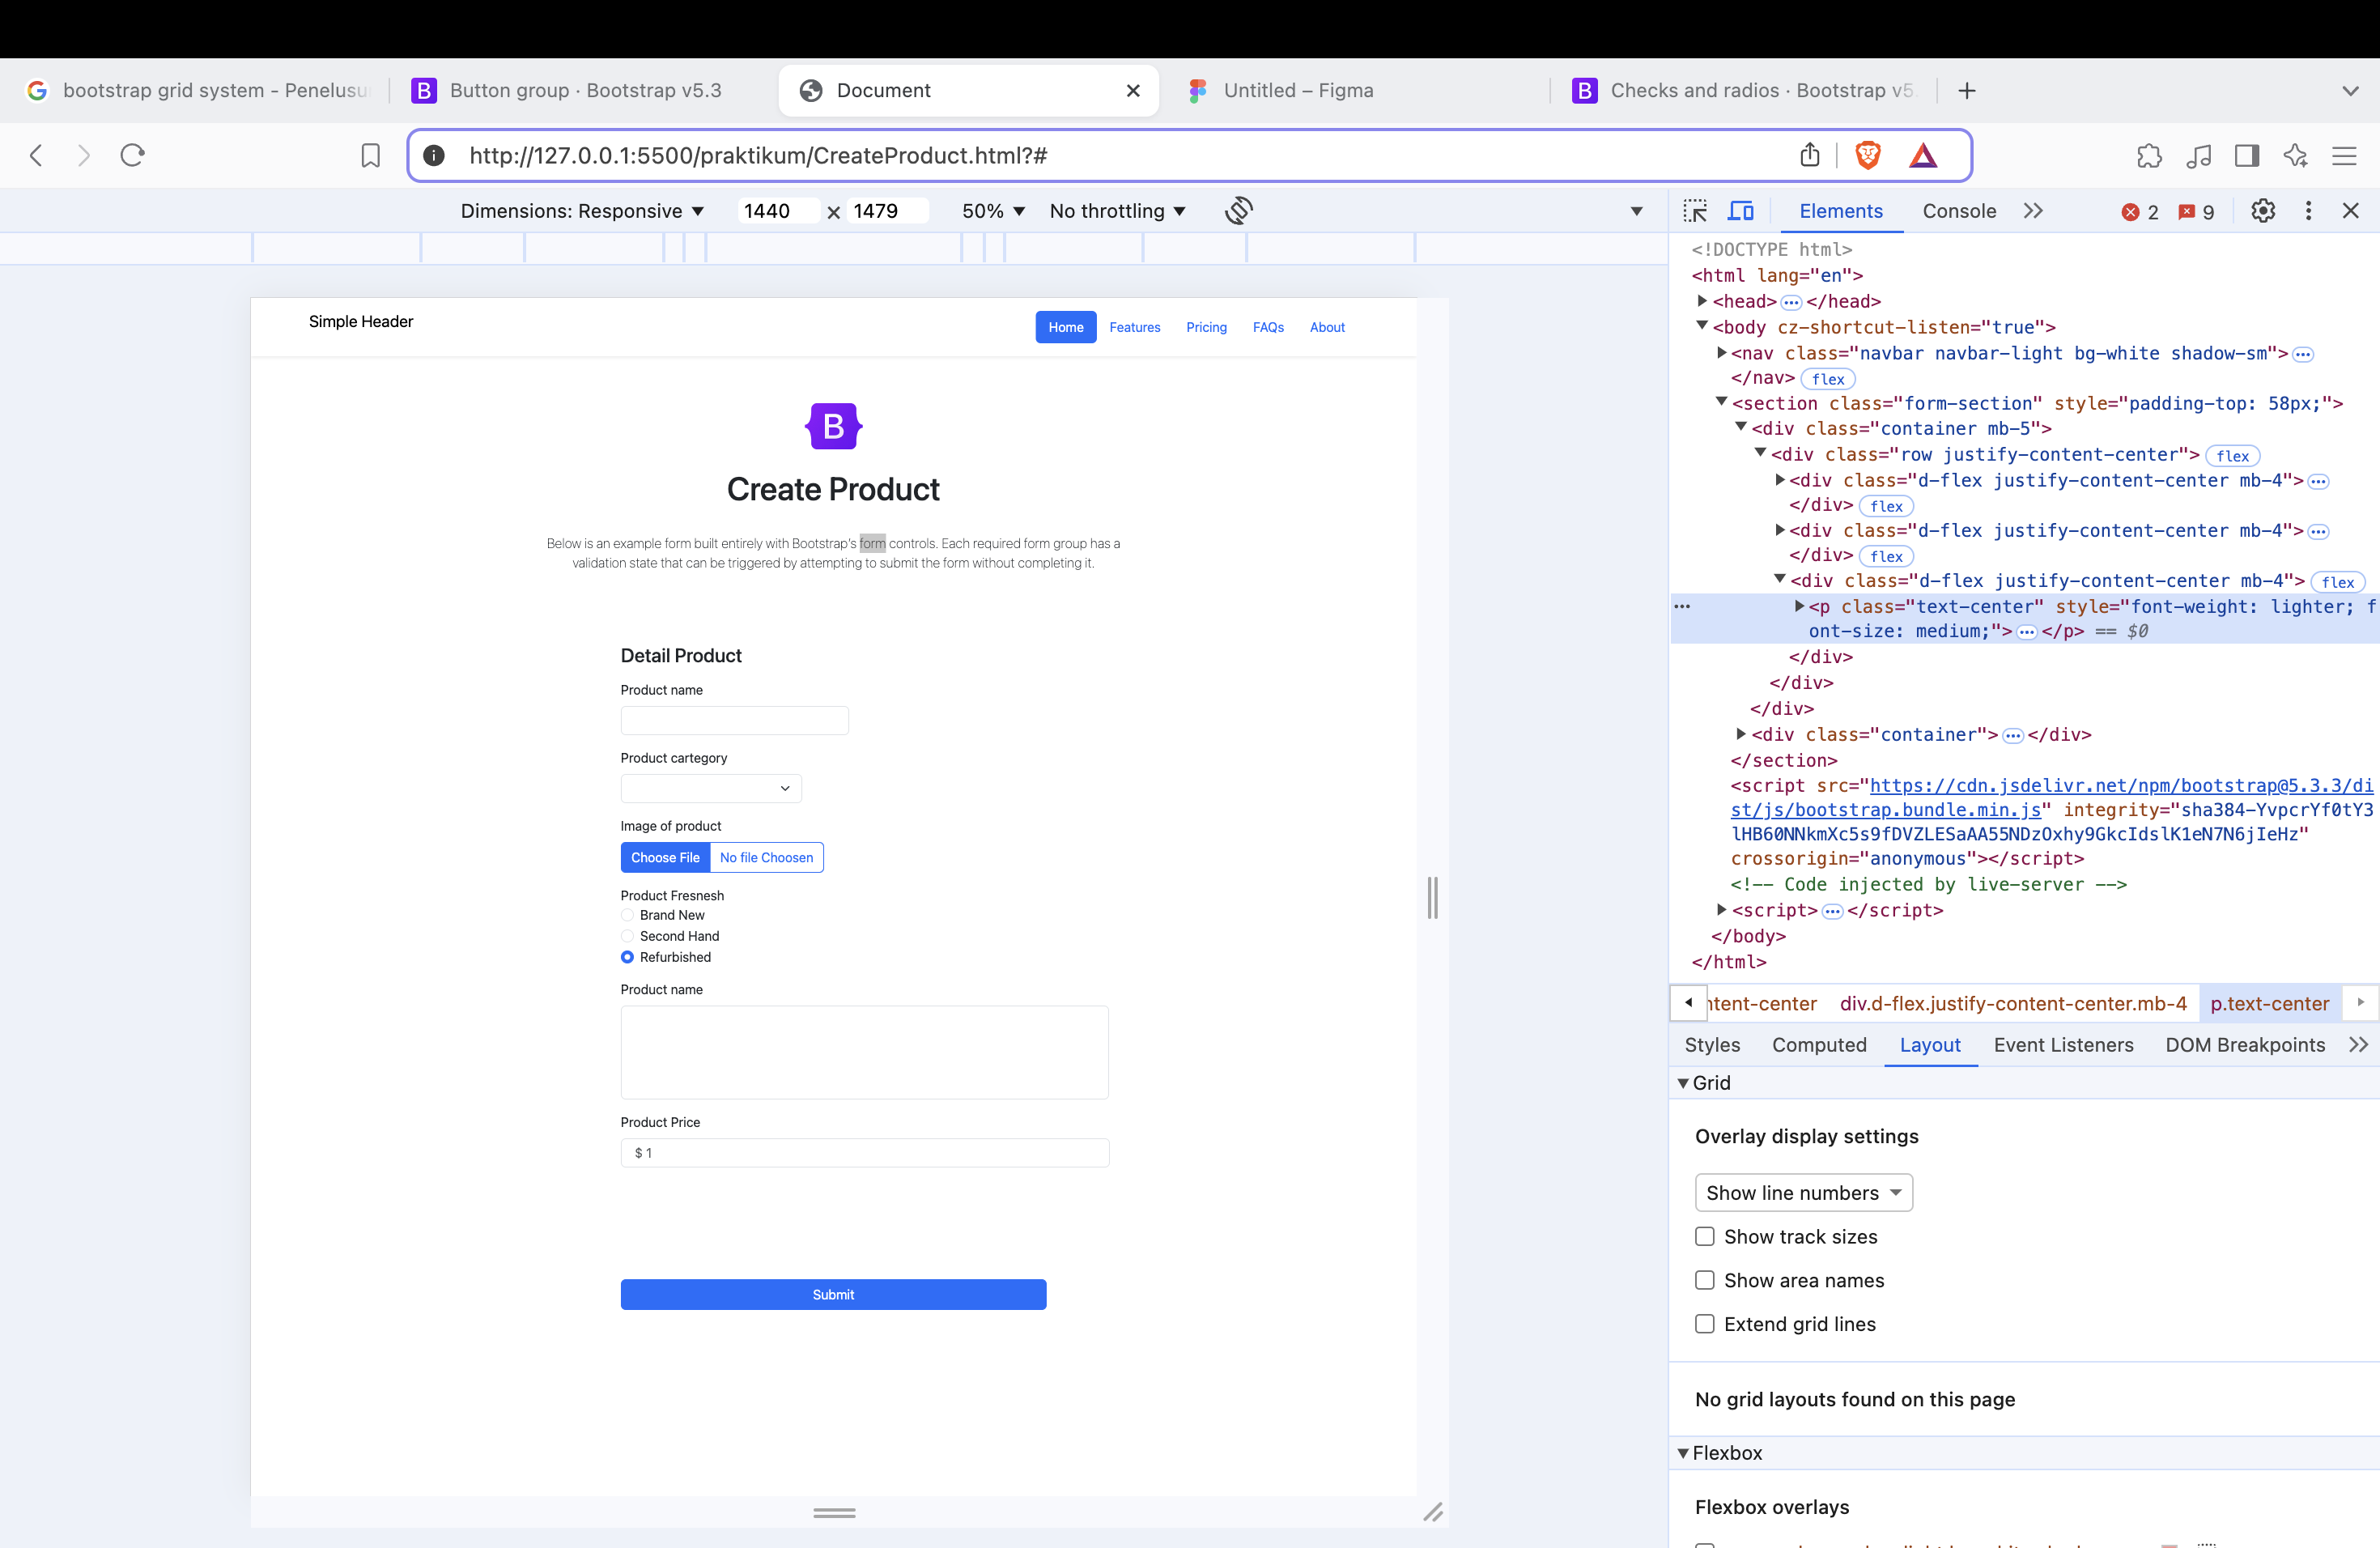 bootstrap grid system - Penelusu
Button group · Bootstrap v5.3
Document
Untitled – Figma
Checks and radios · Bootstrap v5
http://127.0.0.1:5500/praktikum/CreateProduct.html?#
Dimensions: Responsive 1440 x 1479 50% No throttling
Elements Console 2 9
Simple Header
Home Features Pricing FAQs About
B
Create Product
Below is an example form built entirely with Bootstrap's form controls. Each required form group has a
validation state that can be triggered by attempting to submit the form without completing it.
Detail Product
Product name
Product cartegory
Image of product
Choose File No file Choosen
Product Fresnesh
Brand New
Second Hand
Refurbished
Product name
Product Price
$ 1
Submit
<!DOCTYPE html>
<html lang="en">
<head> ··· </head>
<body cz-shortcut-listen="true">
<nav class="navbar navbar-light bg-white shadow-sm"> ···
</nav> flex
<section class="form-section" style="padding-top: 58px;">
<div class="container mb-5">
<div class="row justify-content-center"> flex
<div class="d-flex justify-content-center mb-4"> ···
</div> flex
<div class="d-flex justify-content-center mb-4"> ···
</div> flex
<div class="d-flex justify-content-center mb-4"> flex
··· <p class="text-center" style="font-weight: lighter; f
ont-size: medium;"> ··· </p> == $0
</div>
</div>
</div>
<div class="container"> ··· </div>
</section>
<script src="https://cdn.jsdelivr.net/npm/bootstrap@5.3.3/di
st/js/bootstrap.bundle.min.js" integrity="sha384-YvpcrYf0tY3
lHB60NNkmXc5s9fDVZLESaAA55NDzOxhy9GkcIdslK1eN7N6jIeHz"
crossorigin="anonymous"></script>
<!-- Code injected by live-server -->
<script> ··· </script>
</body>
</html>
ntent-center div.d-flex.justify-content-center.mb-4 p.text-center
Styles Computed Layout Event Listeners DOM Breakpoints
Grid
Overlay display settings
Show line numbers
Show track sizes
Show area names
Extend grid lines
No grid layouts found on this page
Flexbox
Flexbox overlays